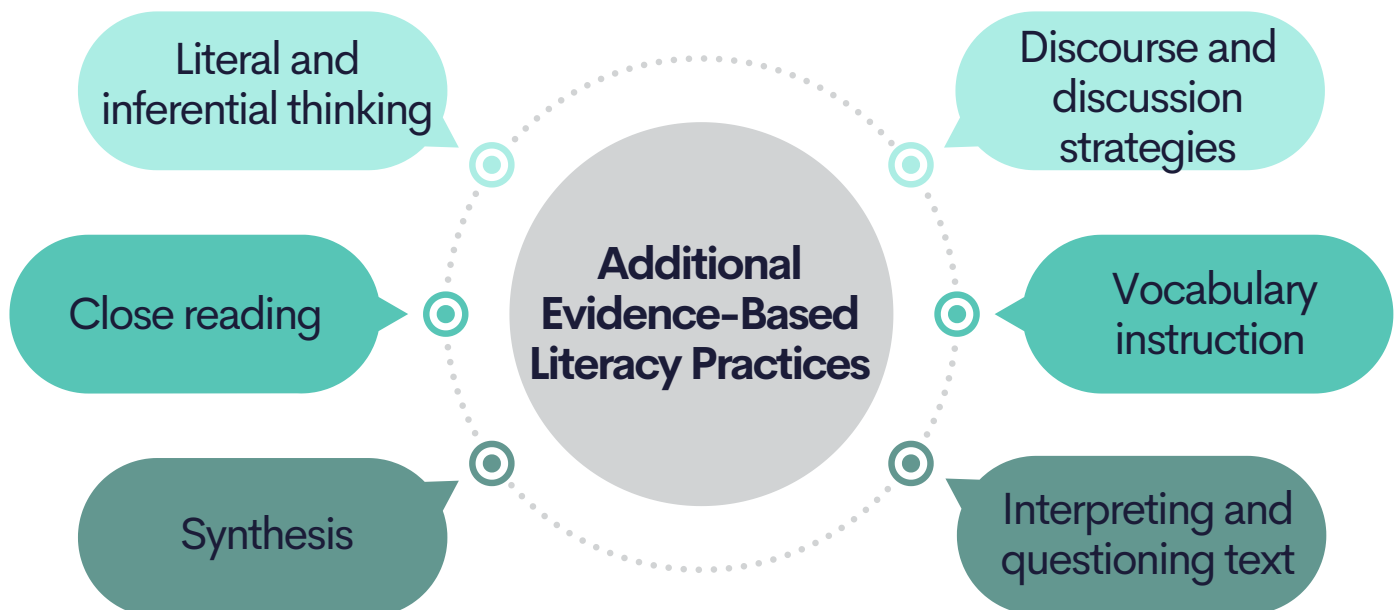 Literal and
inferential thinking
Discourse and
discussion
strategies
Close reading
Additional
Evidence-Based
Literacy Practices
Vocabulary
instruction
Synthesis
Interpreting and
questioning text